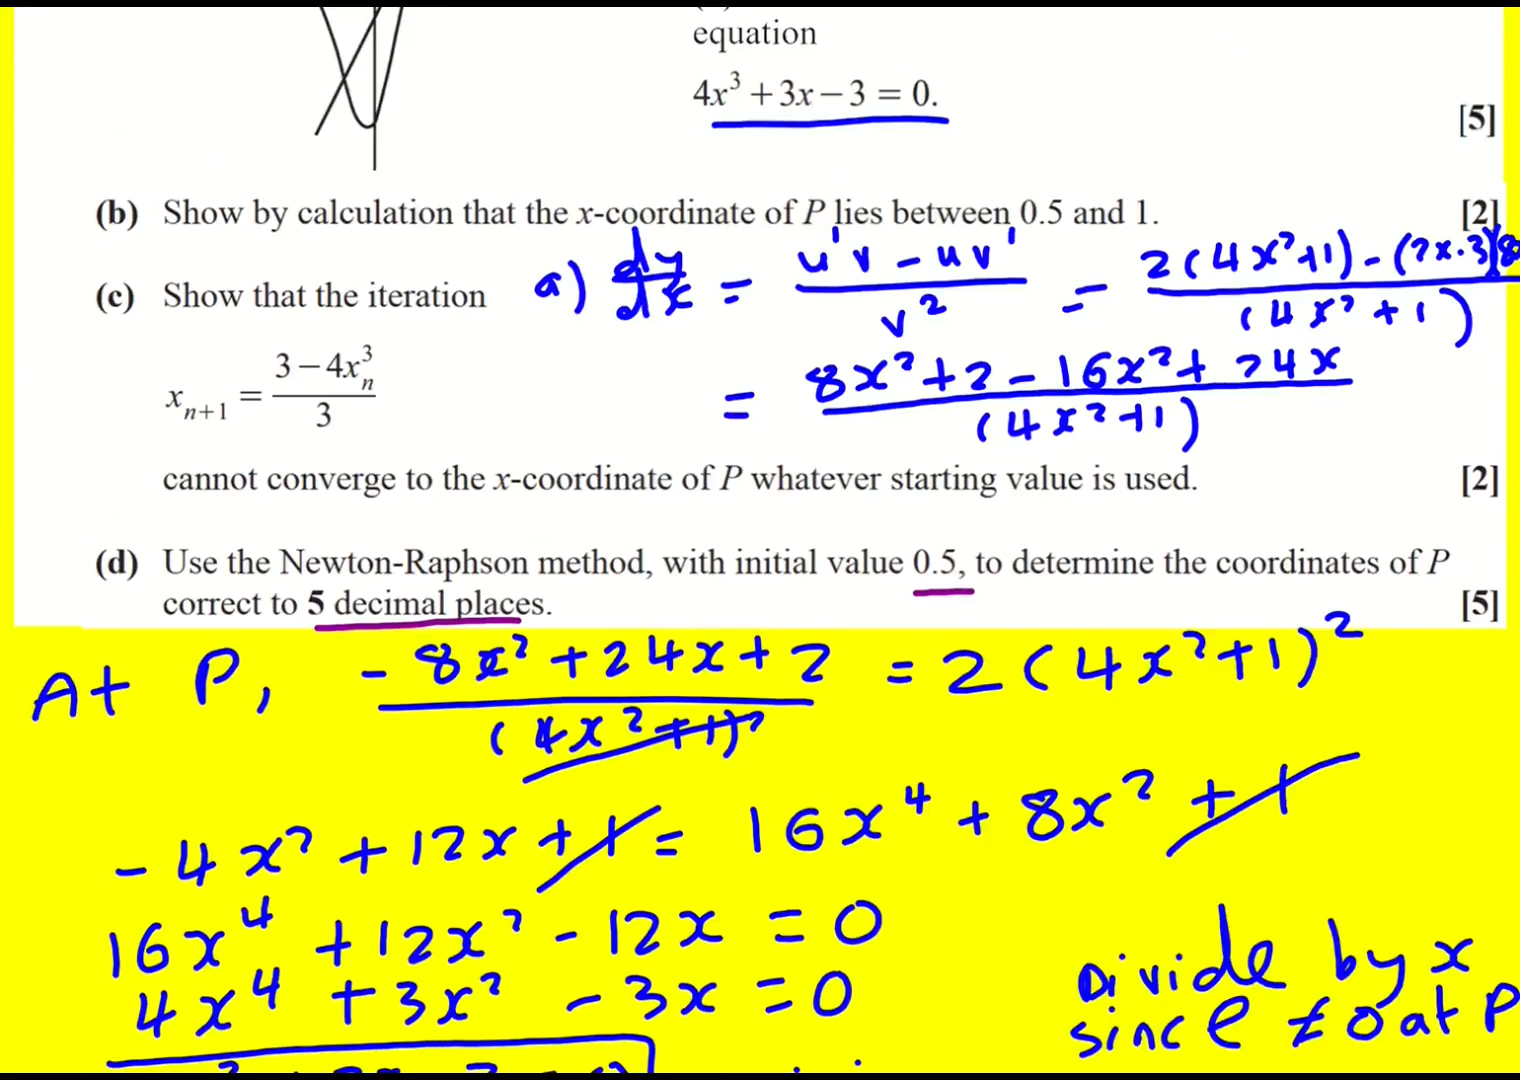 equation
4x³ + 3x − 3 = 0.
[5]
(b) Show by calculation that the x-coordinate of P lies between 0.5 and 1. [2]
a) dy/dx = (u'v − uv')/v² = (2(4x²+1) − (2x·3)(8 / (4x²+1)
(c) Show that the iteration
= (8x²+2 − 16x²+ 24x)/(4x²+1)
xₙ₊₁ = (3 − 4xₙ³)/3
cannot converge to the x-coordinate of P whatever starting value is used. [2]
(d) Use the Newton-Raphson method, with initial value 0.5, to determine the coordinates of P
correct to 5 decimal places. [5]
At P, (−8x²+24x+2)/(4x²+1)² = 2(4x²+1)²
−4x² + 12x + 1 = 16x⁴ + 8x² + 1
16x⁴ + 12x² − 12x = 0
4x⁴ + 3x² − 3x = 0
Divide by x
since ≠ 0 at P